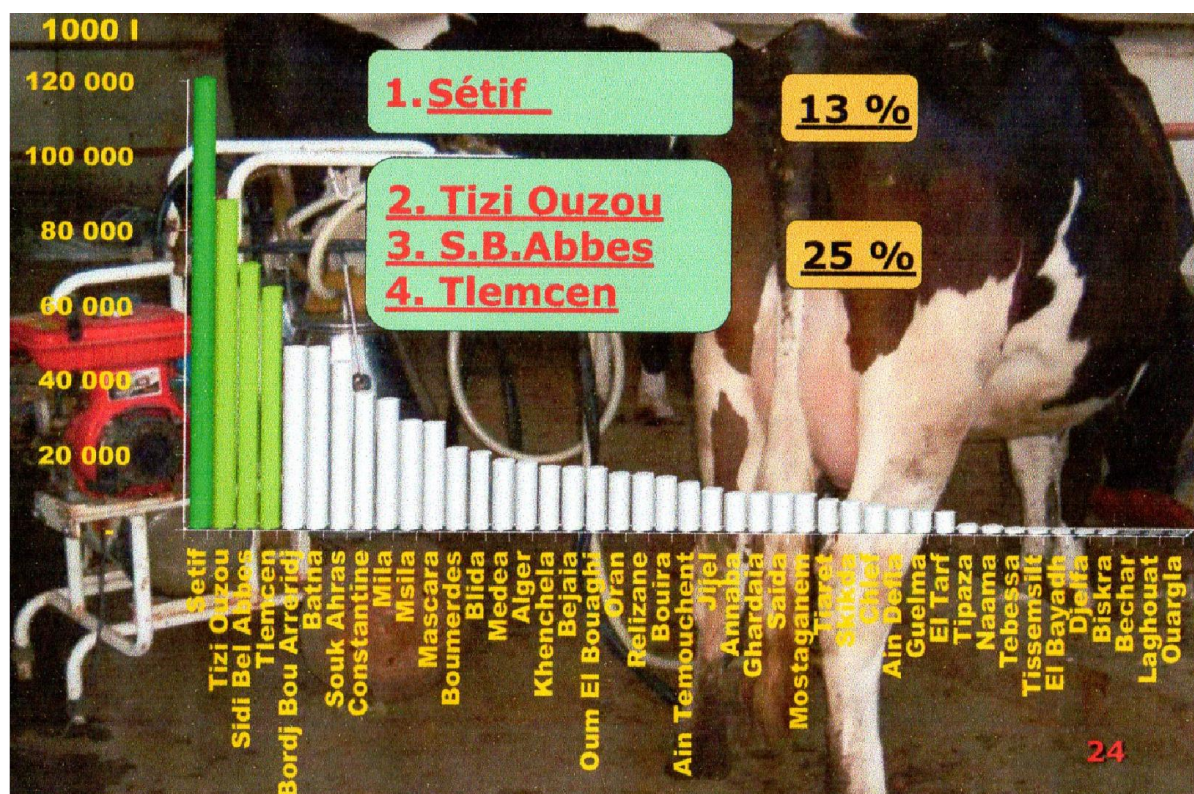 1000 l
120 000
100 000
80 000
60 000
40 000
20 000
-
1. Sétif
13 %
2. Tizi Ouzou
3. S.B.Abbes
4. Tlemcen
25 %
Setif
Tizi Ouzou
Sidi Bel Abbes
Tlemcen
Bordj Bou Arreridj
Batna
Souk Ahras
Constantine
Mila
Msila
Mascara
Boumerdes
Blida
Medea
Alger
Khenchela
Bejaia
Oum El Bouaghi
Oran
Relizane
Bouira
Ain Temouchent
Jijel
Annaba
Ghardaia
Saida
Mostaganem
Tiaret
Skikda
Chlef
Ain Defla
Guelma
El Tarf
Tipaza
Naama
Tebessa
Tissemsilt
El Bayadh
Djelfa
Biskra
Bechar
Laghouat
Ouargla
24